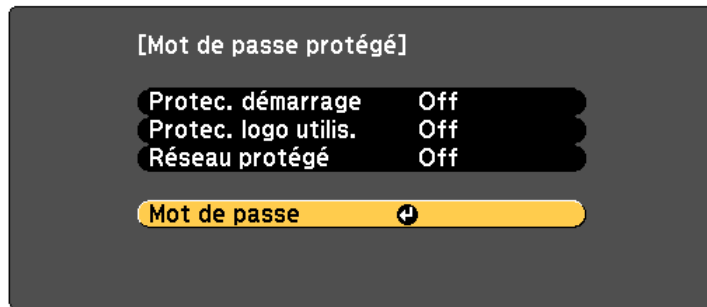 [Mot de passe protégé]
Protec. démarrage Off
Protec. logo utilis. Off
Réseau protégé Off
Mot de passe